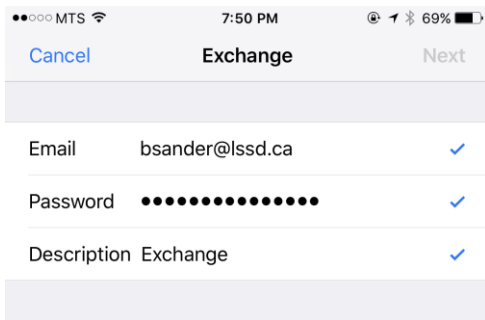 MTS 7:50 PM 69%
Cancel Exchange Next
Email bsander@lssd.ca
Password ●●●●●●●●●●●●●●●
Description Exchange